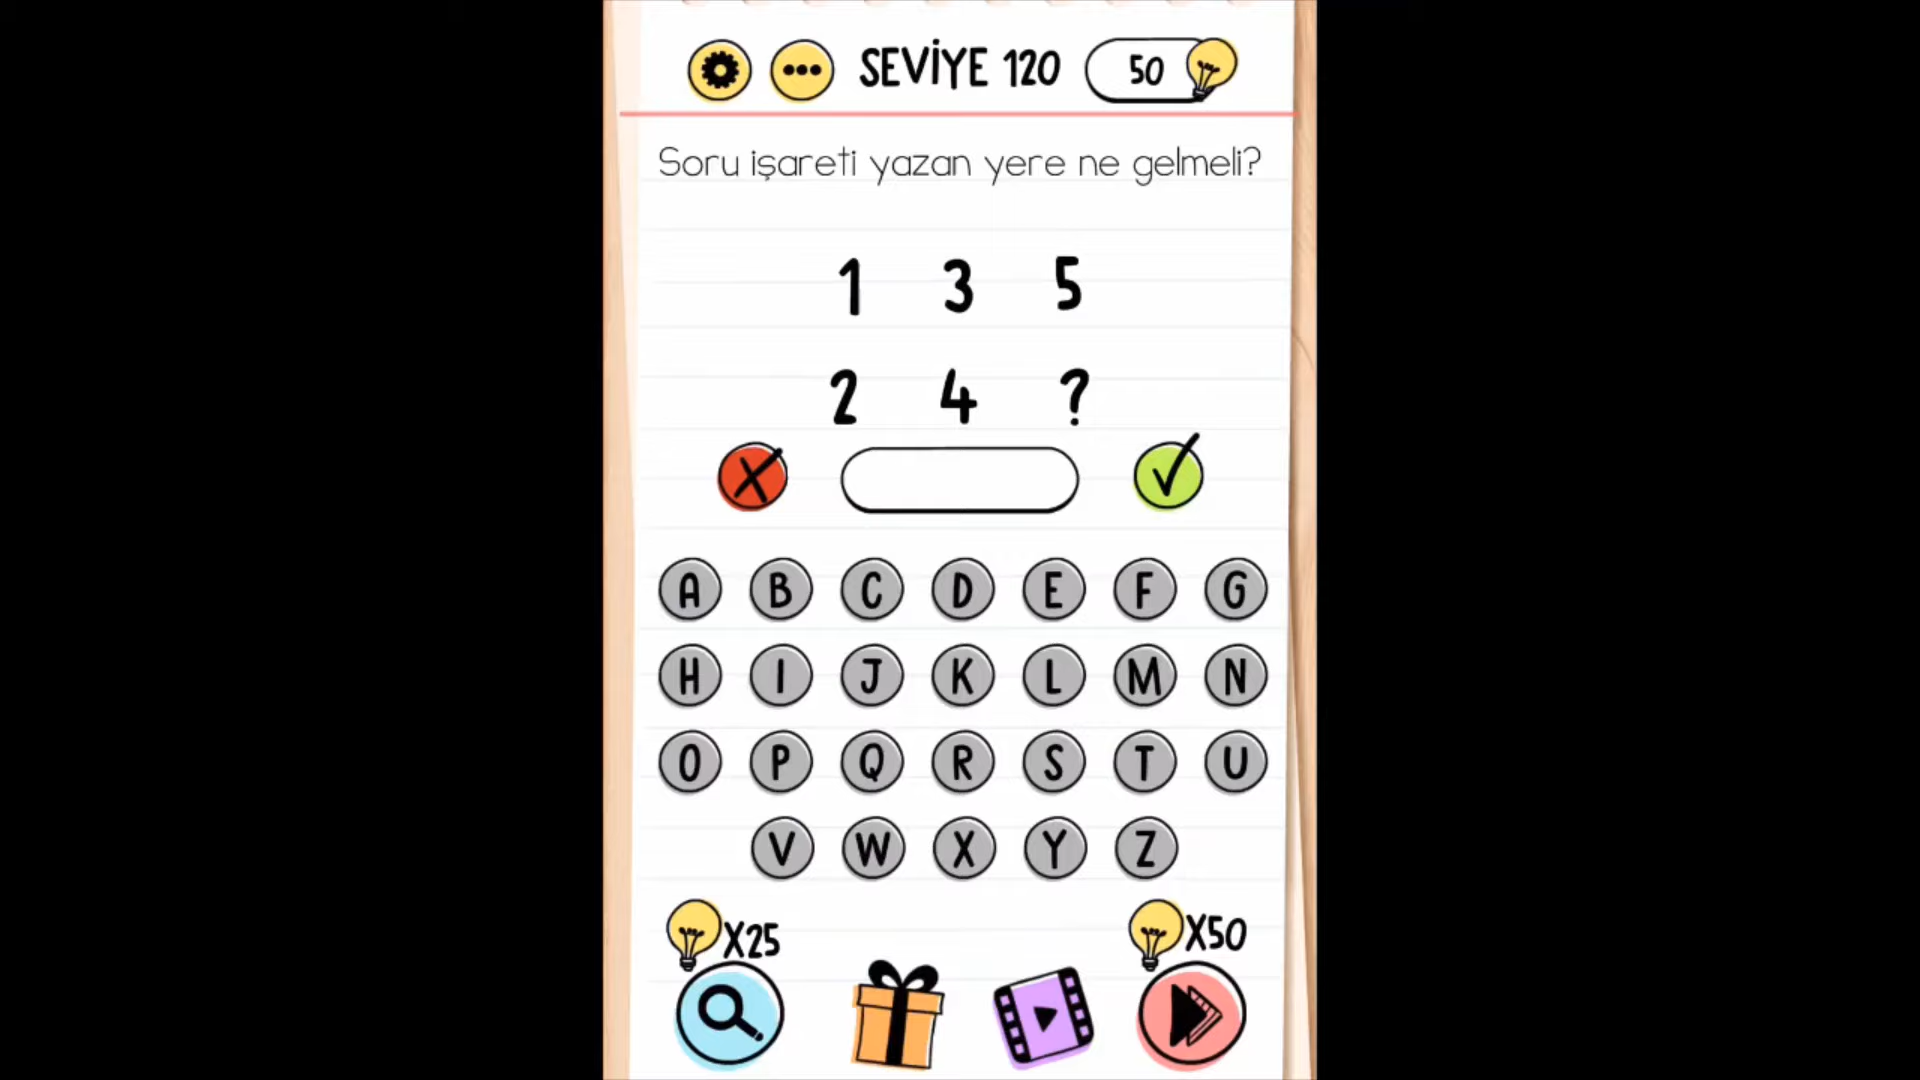 SEVİYE 120
50
Soru işareti yazan yere ne gelmeli?
1 3 5
2 4 ?
X
A B C D E F G
H I J K L M N
O P Q R S T U
V W X Y Z
X25
X50